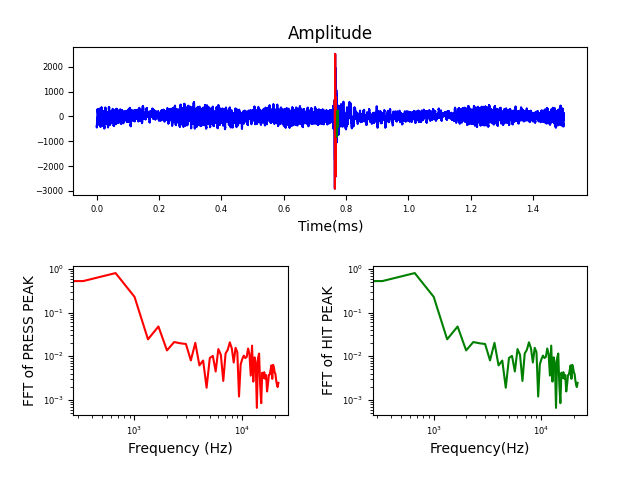 Amplitude
2000
1000
0
−1000
−2000
−3000
0.0 0.2 0.4 0.6 0.8 1.0 1.2 1.4
Time(ms)
FFT of PRESS PEAK
10⁰
10⁻¹
10⁻²
10⁻³
10³ 10⁴
Frequency (Hz)
FFT of HIT PEAK
10⁰
10⁻¹
10⁻²
10⁻³
10³ 10⁴
Frequency(Hz)